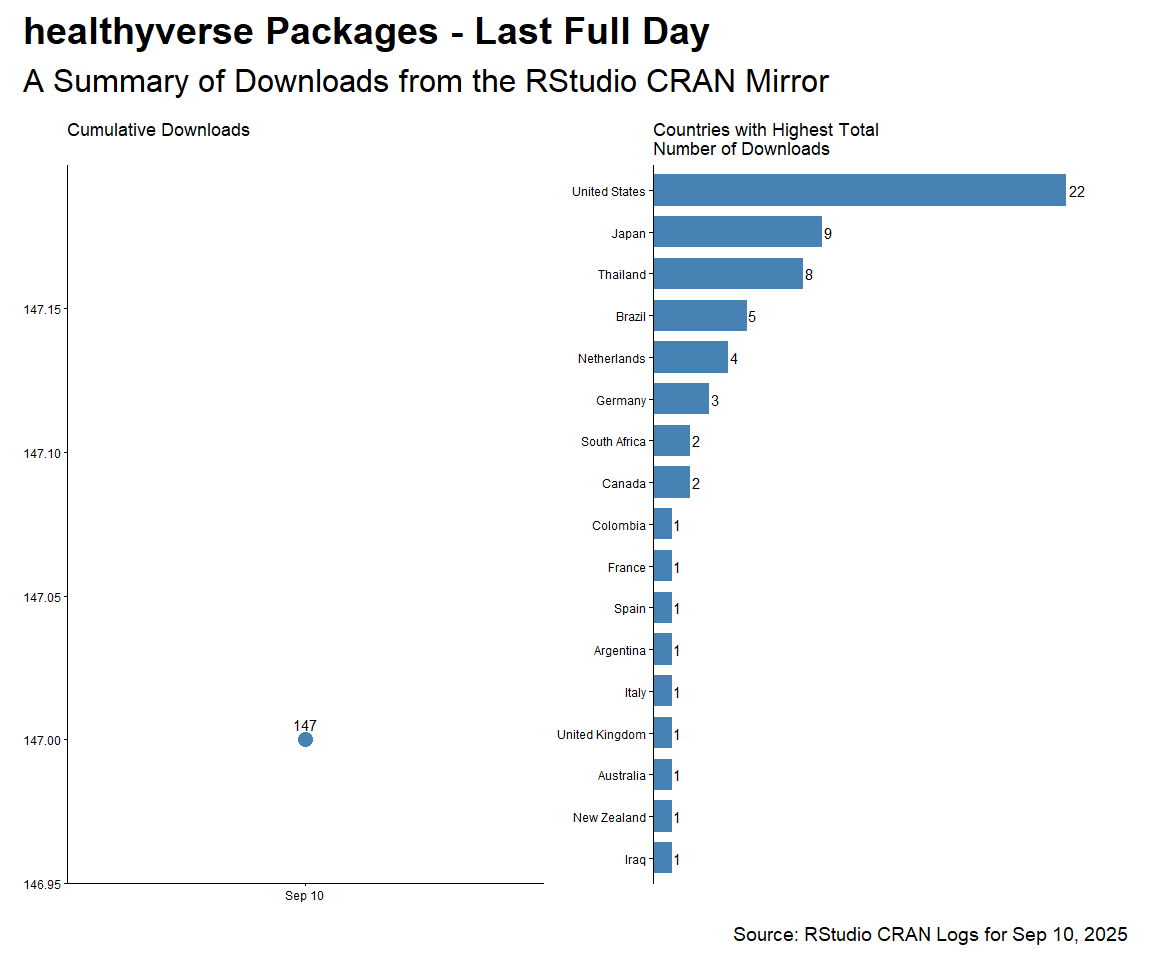 healthyverse Packages - Last Full Day
A Summary of Downloads from the RStudio CRAN Mirror
Cumulative Downloads
147.15
147.10
147.05
147.00
146.95
147
Sep 10
Countries with Highest Total
Number of Downloads
United States 22
Japan 9
Thailand 8
Brazil 5
Netherlands 4
Germany 3
South Africa 2
Canada 2
Colombia 1
France 1
Spain 1
Argentina 1
Italy 1
United Kingdom 1
Australia 1
New Zealand 1
Iraq 1
Source: RStudio CRAN Logs for Sep 10, 2025